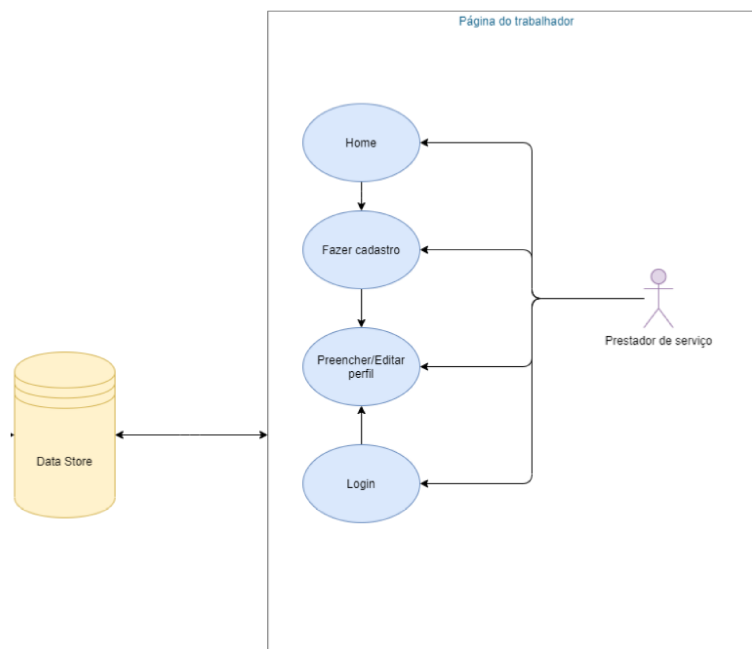 Página do trabalhador
Home
Fazer cadastro
Preencher/Editar
perfil
Login
Prestador de serviço
Data Store